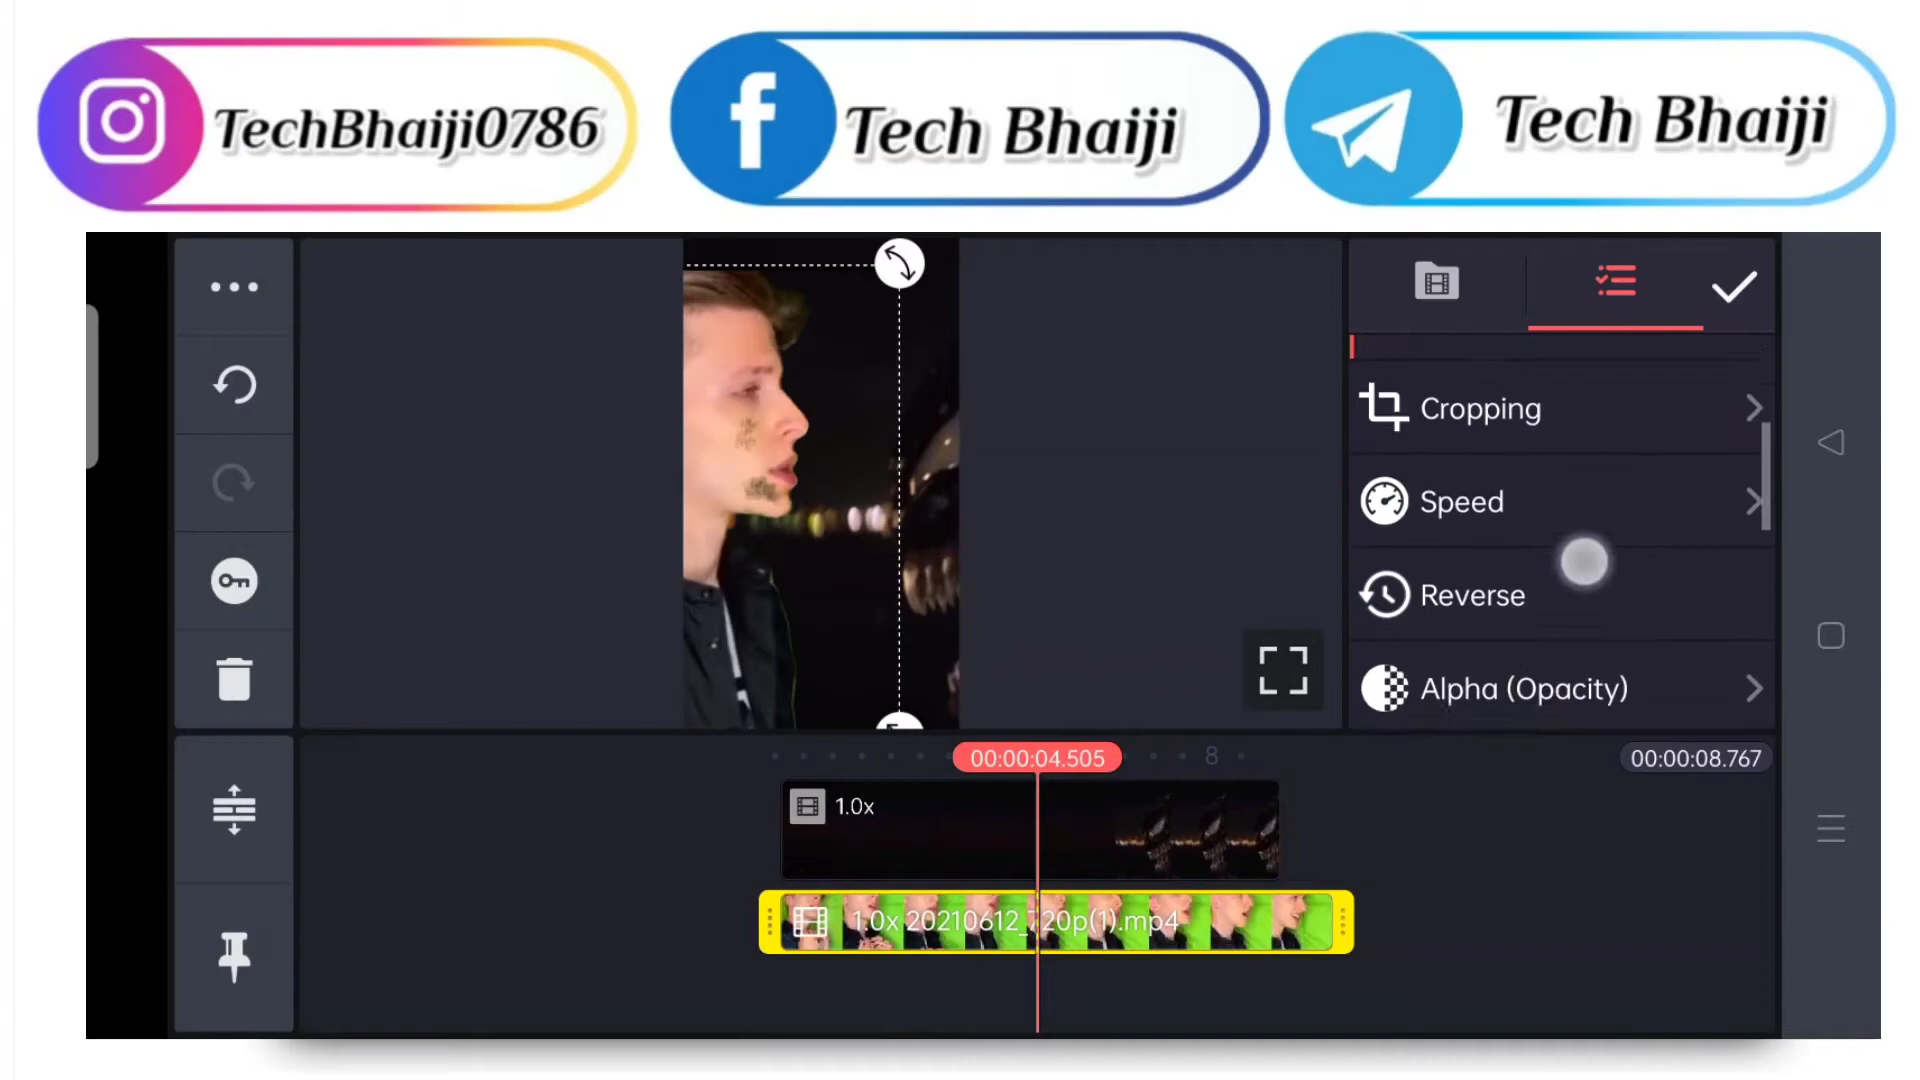 TechBhaiji0786
Tech Bhaiji
Tech Bhaiji
Cropping
Speed
Reverse
Alpha (Opacity)
00:00:04.505
8
00:00:08.767
1.0x
1.0x 20210612_720p(1).mp4